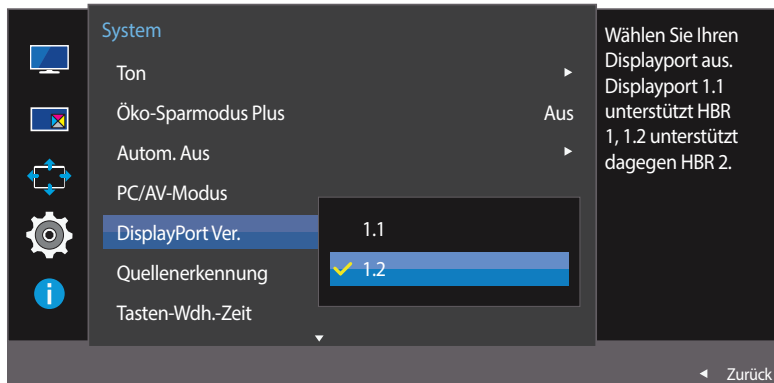 System
Ton
Öko-Sparmodus Plus Aus
Autom. Aus
PC/AV-Modus
DisplayPort Ver.
Quellenerkennung
Tasten-Wdh.-Zeit
1.1
1.2
Wählen Sie Ihren
Displayport aus.
Displayport 1.1
unterstützt HBR
1, 1.2 unterstützt
dagegen HBR 2.
Zurück